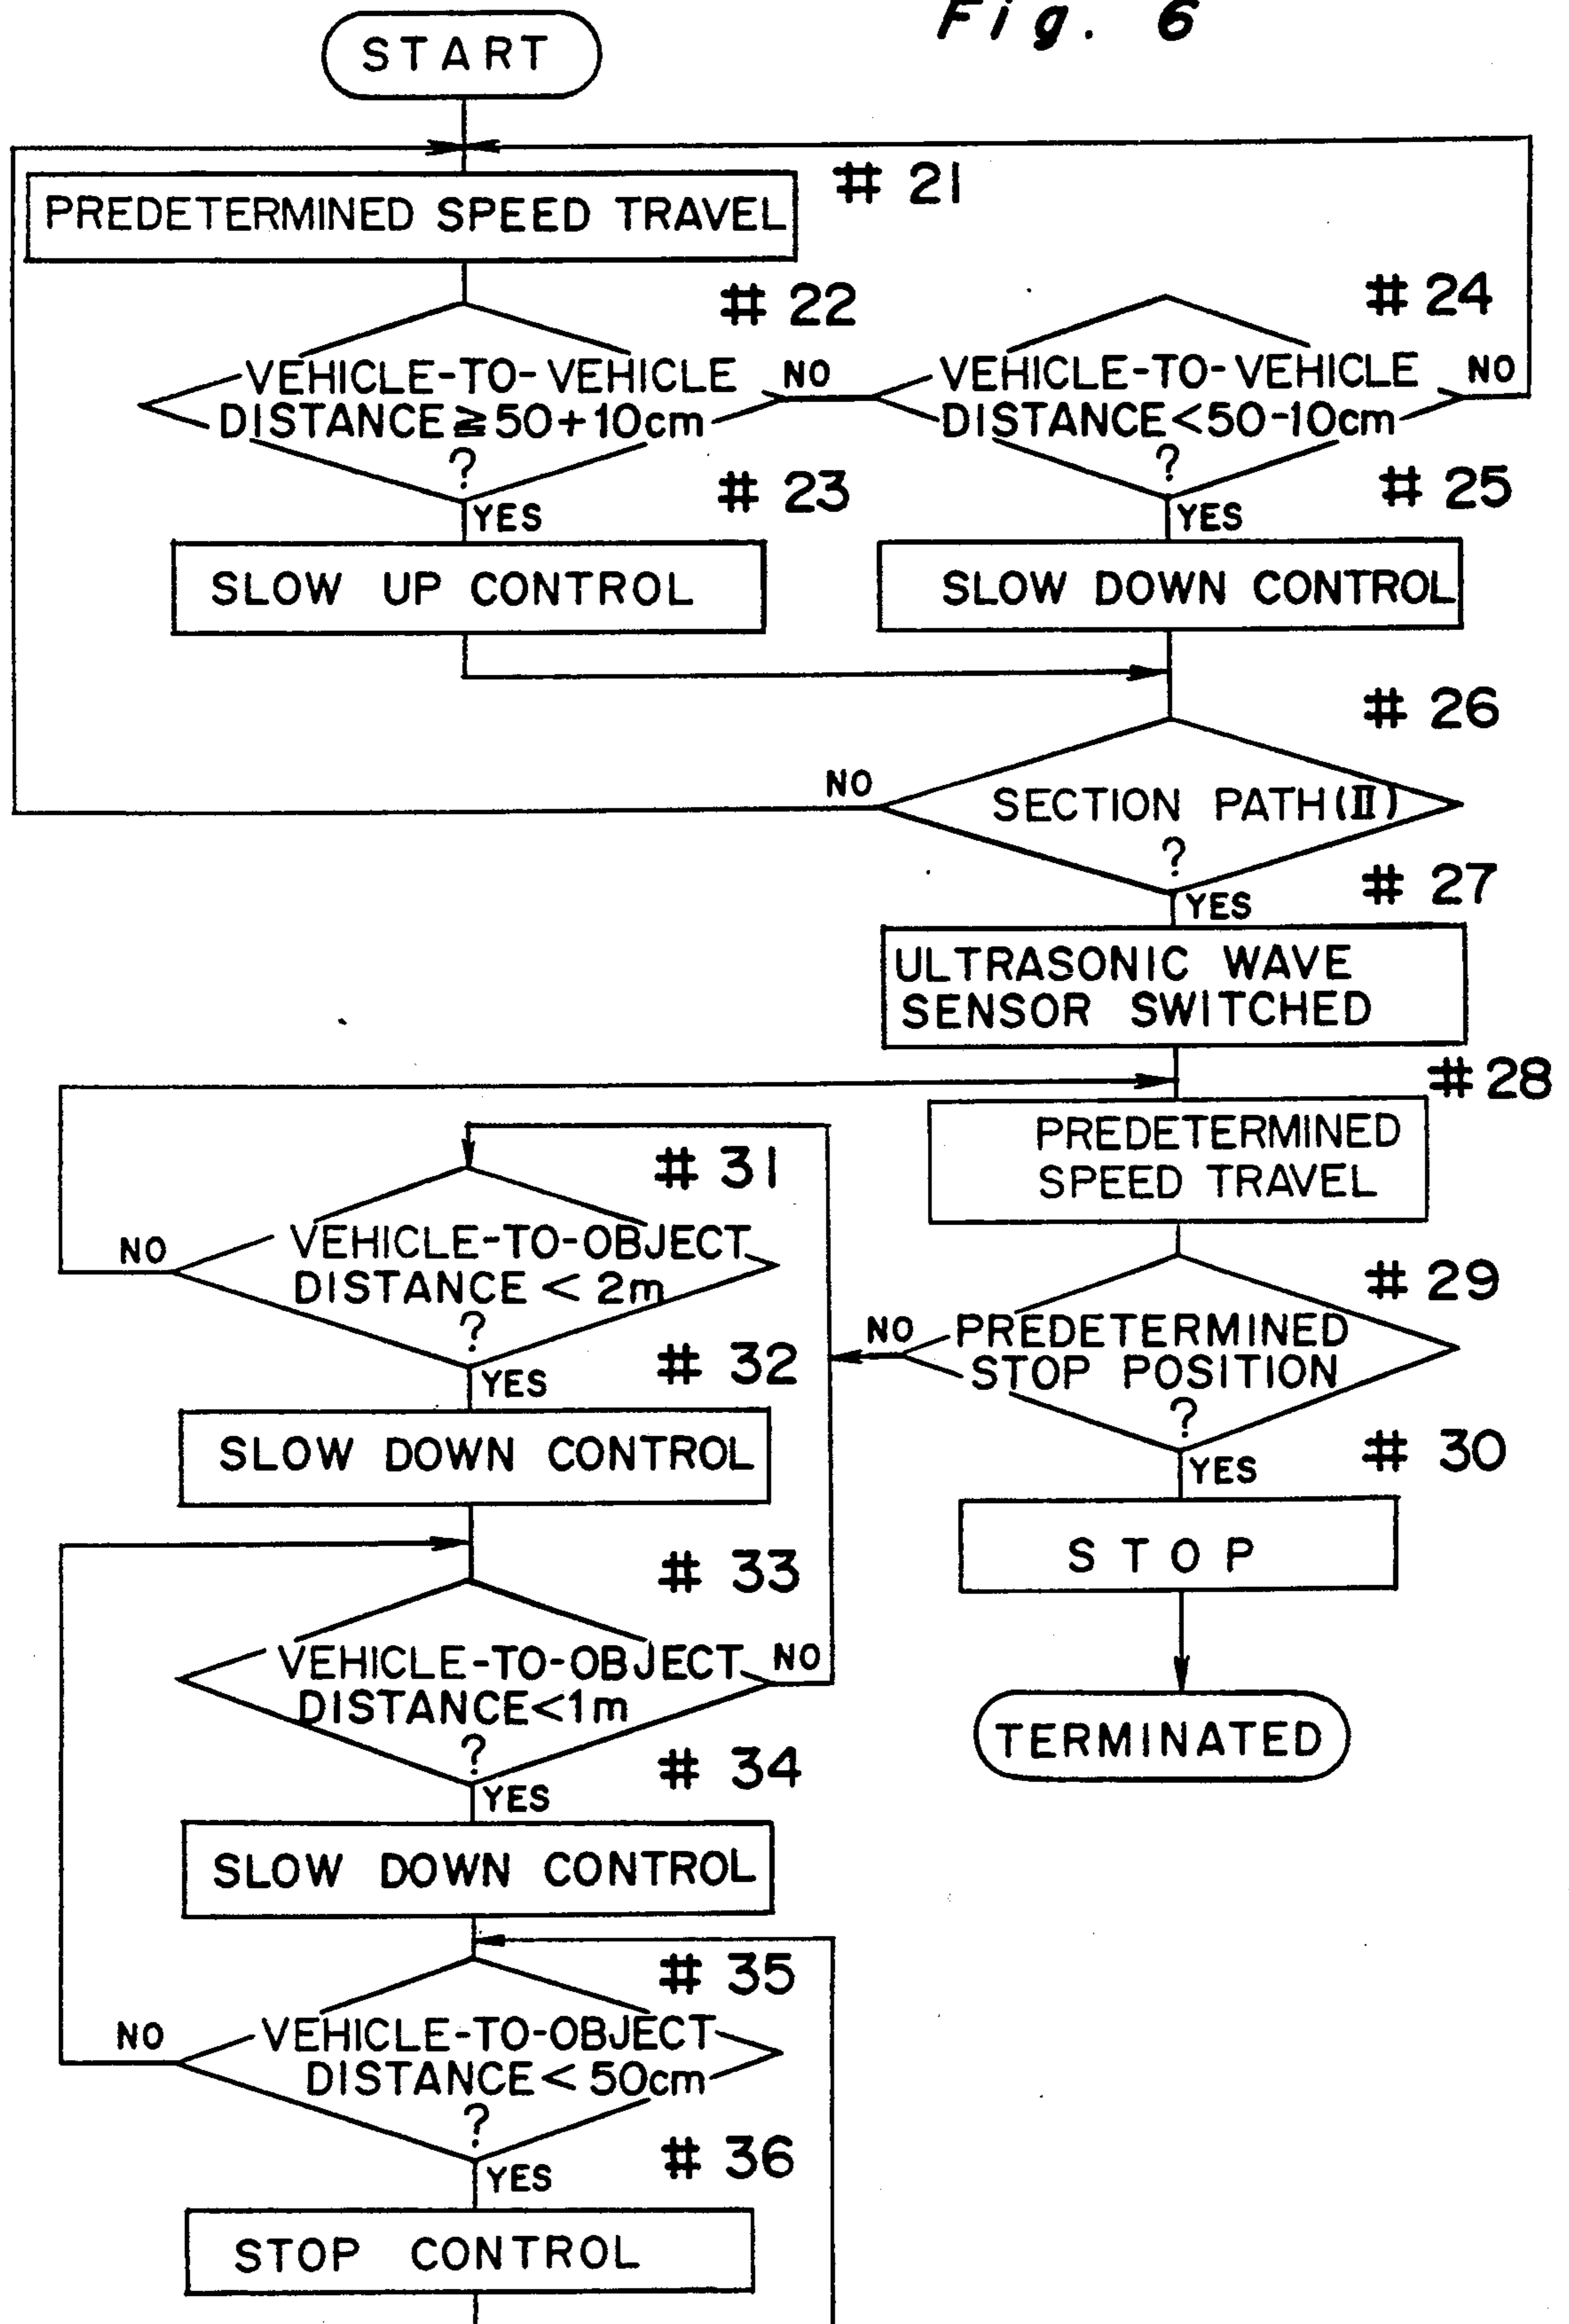 Fig. 6
START
# 21
PREDETERMINED SPEED TRAVEL
# 22
VEHICLE-TO-VEHICLE
DISTANCE≧50+10cm
?
NO
YES
# 24
VEHICLE-TO-VEHICLE
DISTANCE<50-10cm
?
NO
YES
# 23
SLOW UP CONTROL
# 25
SLOW DOWN CONTROL
# 26
SECTION PATH(II)
?
NO
YES
# 27
ULTRASONIC WAVE
SENSOR SWITCHED
# 28
PREDETERMINED
SPEED TRAVEL
# 29
PREDETERMINED
STOP POSITION
?
NO
YES
# 30
STOP
TERMINATED
# 31
VEHICLE-TO-OBJECT
DISTANCE < 2m
?
NO
YES
# 32
SLOW DOWN CONTROL
# 33
VEHICLE-TO-OBJECT
DISTANCE<1m
?
NO
YES
# 34
SLOW DOWN CONTROL
# 35
VEHICLE-TO-OBJECT
DISTANCE< 50cm
?
NO
YES
# 36
STOP CONTROL